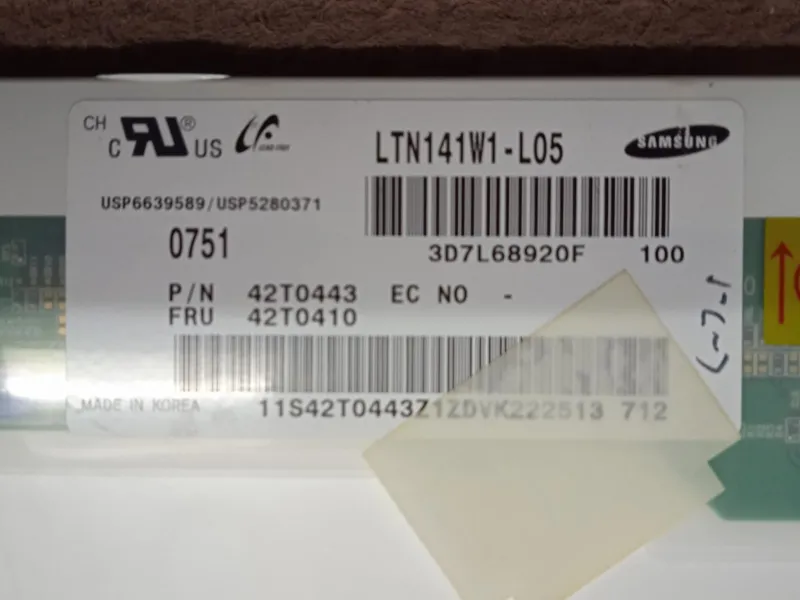 CH
C RU® US
LTN141W1-L05
SAMSUNG
USP6639589/USP5280371
0751
3D7L68920F 100
P/N 42T0443 EC NO -
FRU 42T0410
MADE IN KOREA
11S42T0443Z1ZDVK222513 712